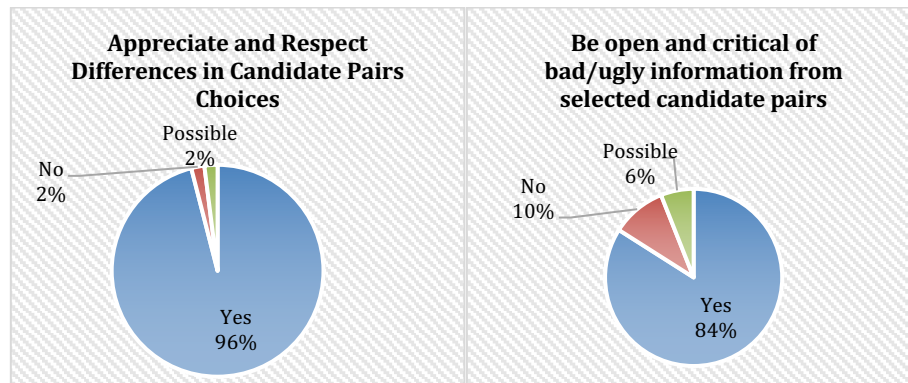 Appreciate and Respect
Differences in Candidate Pairs
Choices
Possible
2%
No
2%
Yes
96%
Be open and critical of
bad/ugly information from
selected candidate pairs
Possible
6%
No
10%
Yes
84%